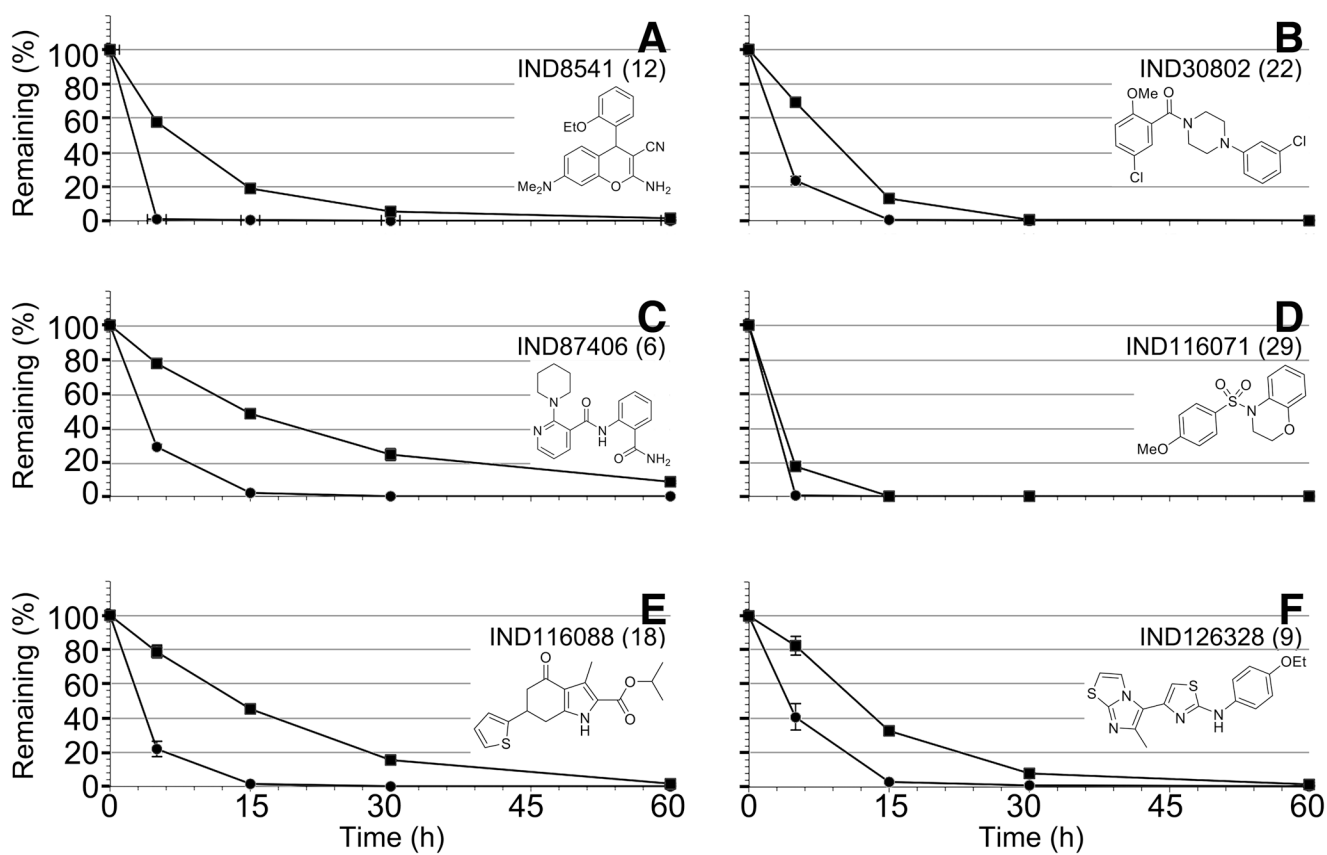 A
IND8541 (12)
Remaining (%)
100
80
60
40
20
0
EtO
CN
Me2N
O
NH2
B
IND30802 (22)
OMe
O
N
N
Cl
Cl
C
IND87406 (6)
Remaining (%)
100
80
60
40
20
0
N
O
N
N
H
O
NH2
D
IND116071 (29)
O
O
S
N
O
MeO
E
IND116088 (18)
Remaining (%)
100
80
60
40
20
0
O
O
O
N
H
S
0
15
30
45
60
Time (h)
F
IND126328 (9)
OEt
S
S
N
N
N
N
H
0
15
30
45
60
Time (h)